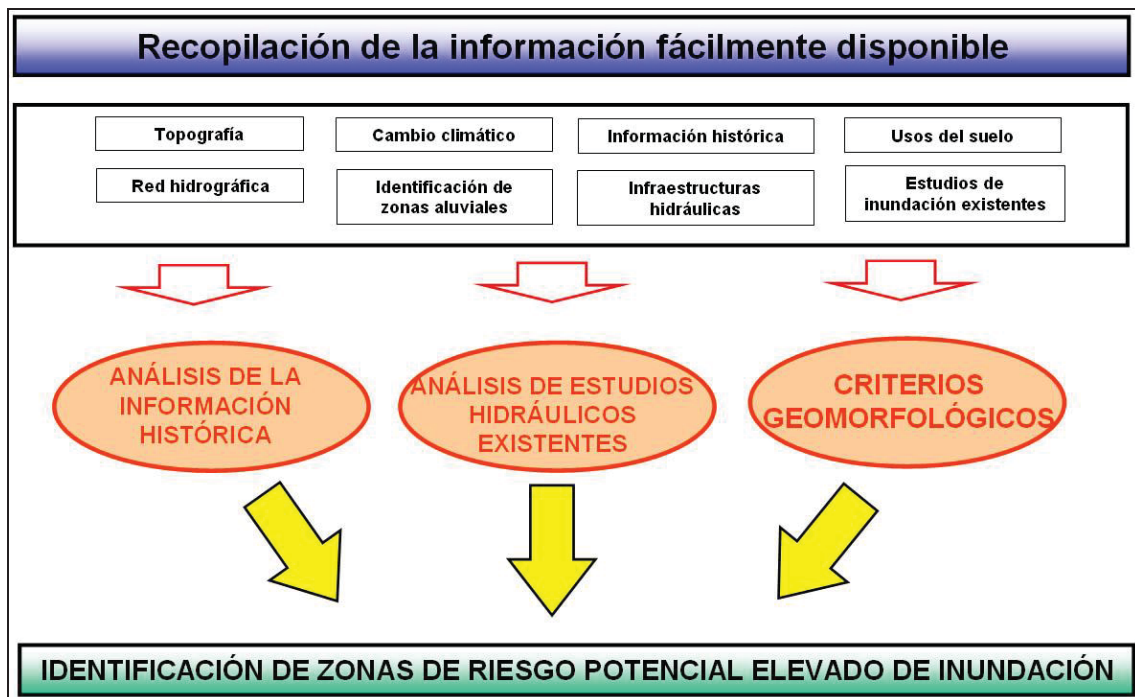 Recopilación de la información fácilmente disponible
Topografía
Cambio climático
Información histórica
Usos del suelo
Red hidrográfica
Identificación de
zonas aluviales
Infraestructuras
hidráulicas
Estudios de
inundación existentes
ANÁLISIS DE LA
INFORMACIÓN
HISTÓRICA
ANÁLISIS DE ESTUDIOS
HIDRÁULICOS
EXISTENTES
CRITERIOS
GEOMORFOLÓGICOS
IDENTIFICACIÓN DE ZONAS DE RIESGO POTENCIAL ELEVADO DE INUNDACIÓN